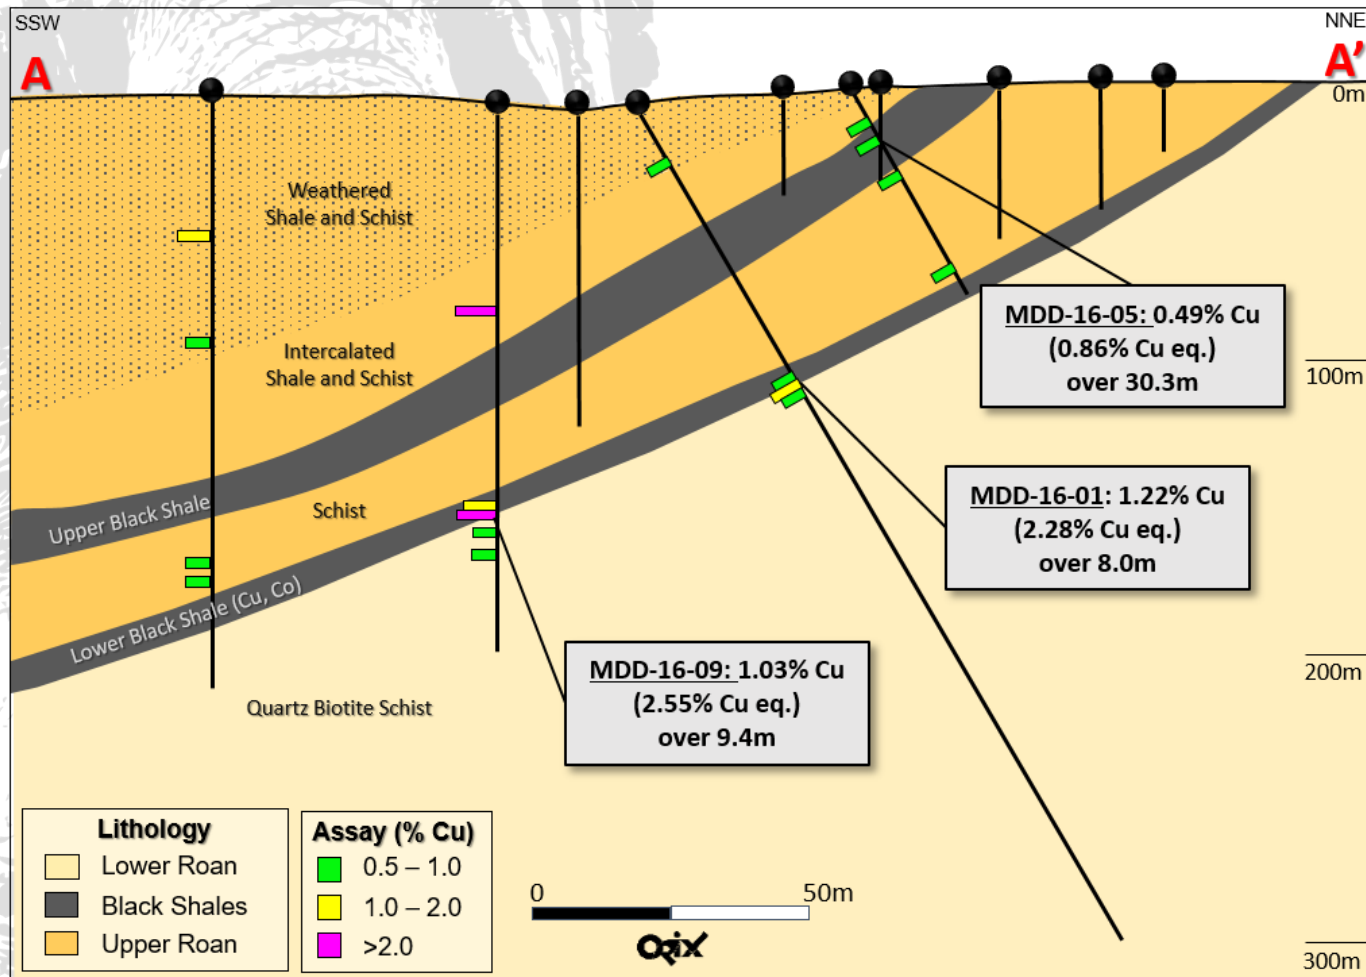 SSW
NNE
A
A’
0m
Weathered
Shale and Schist
MDD-16-05: 0.49% Cu
(0.86% Cu eq.)
over 30.3m
Intercalated
Shale and Schist
100m
MDD-16-01: 1.22% Cu
(2.28% Cu eq.)
over 8.0m
Upper Black Shale
Schist
Lower Black Shale (Cu, Co)
MDD-16-09: 1.03% Cu
(2.55% Cu eq.)
over 9.4m
200m
Quartz Biotite Schist
Lithology
Lower Roan
Black Shales
Upper Roan
Assay (% Cu)
0.5 – 1.0
1.0 – 2.0
>2.0
0
50m
Orix
300m